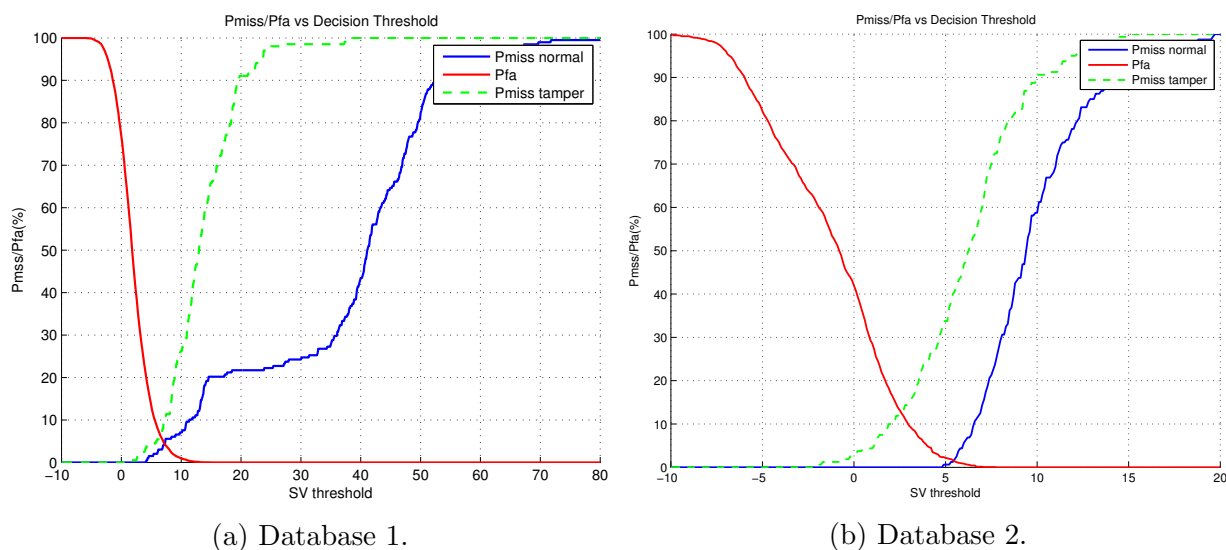 Pmiss/Pfa vs Decision Threshold
100
90
80
70
60
50
40
30
20
10
0
Pmss/Pfa(%)
Pmiss normal
Pfa
Pmiss tamper
−10 0 10 20 30 40 50 60 70 80
SV threshold
(a) Database 1.
Pmiss/Pfa vs Decision Threshold
100
90
80
70
60
50
40
30
20
10
0
Pmss/Pfa(%)
Pmiss normal
Pfa
Pmiss tamper
−10 −5 0 5 10 15 20
SV threshold
(b) Database 2.